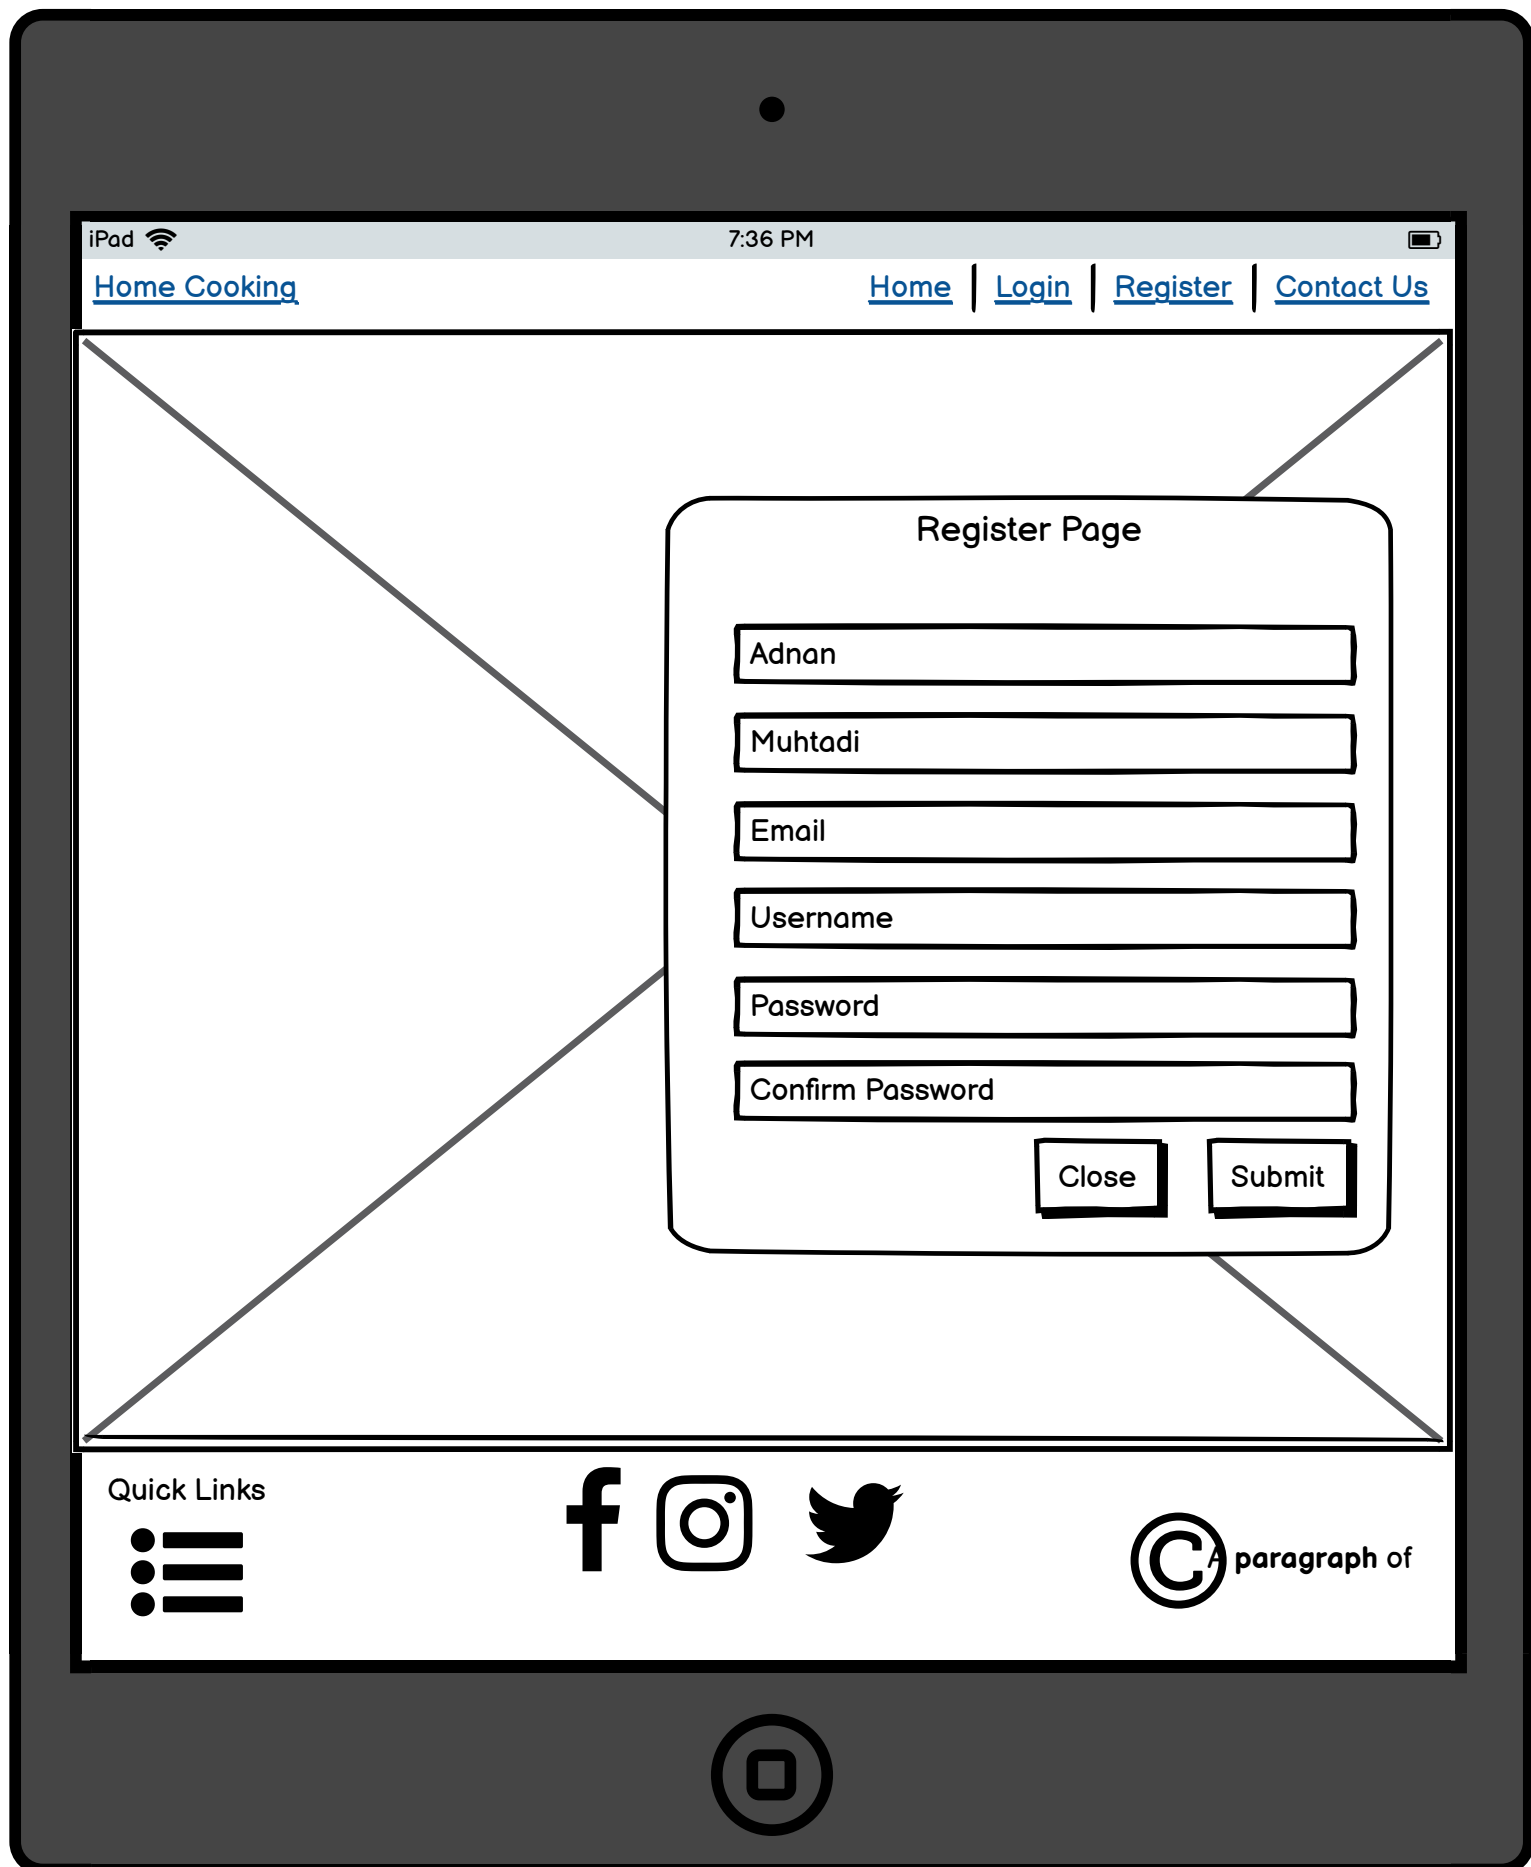 iPad 7:36 PM
Home Cooking Home Login Register Contact Us
Register Page
Adnan
Muhtadi
Email
Username
Password
Confirm Password
Close Submit
Quick Links
© A paragraph of